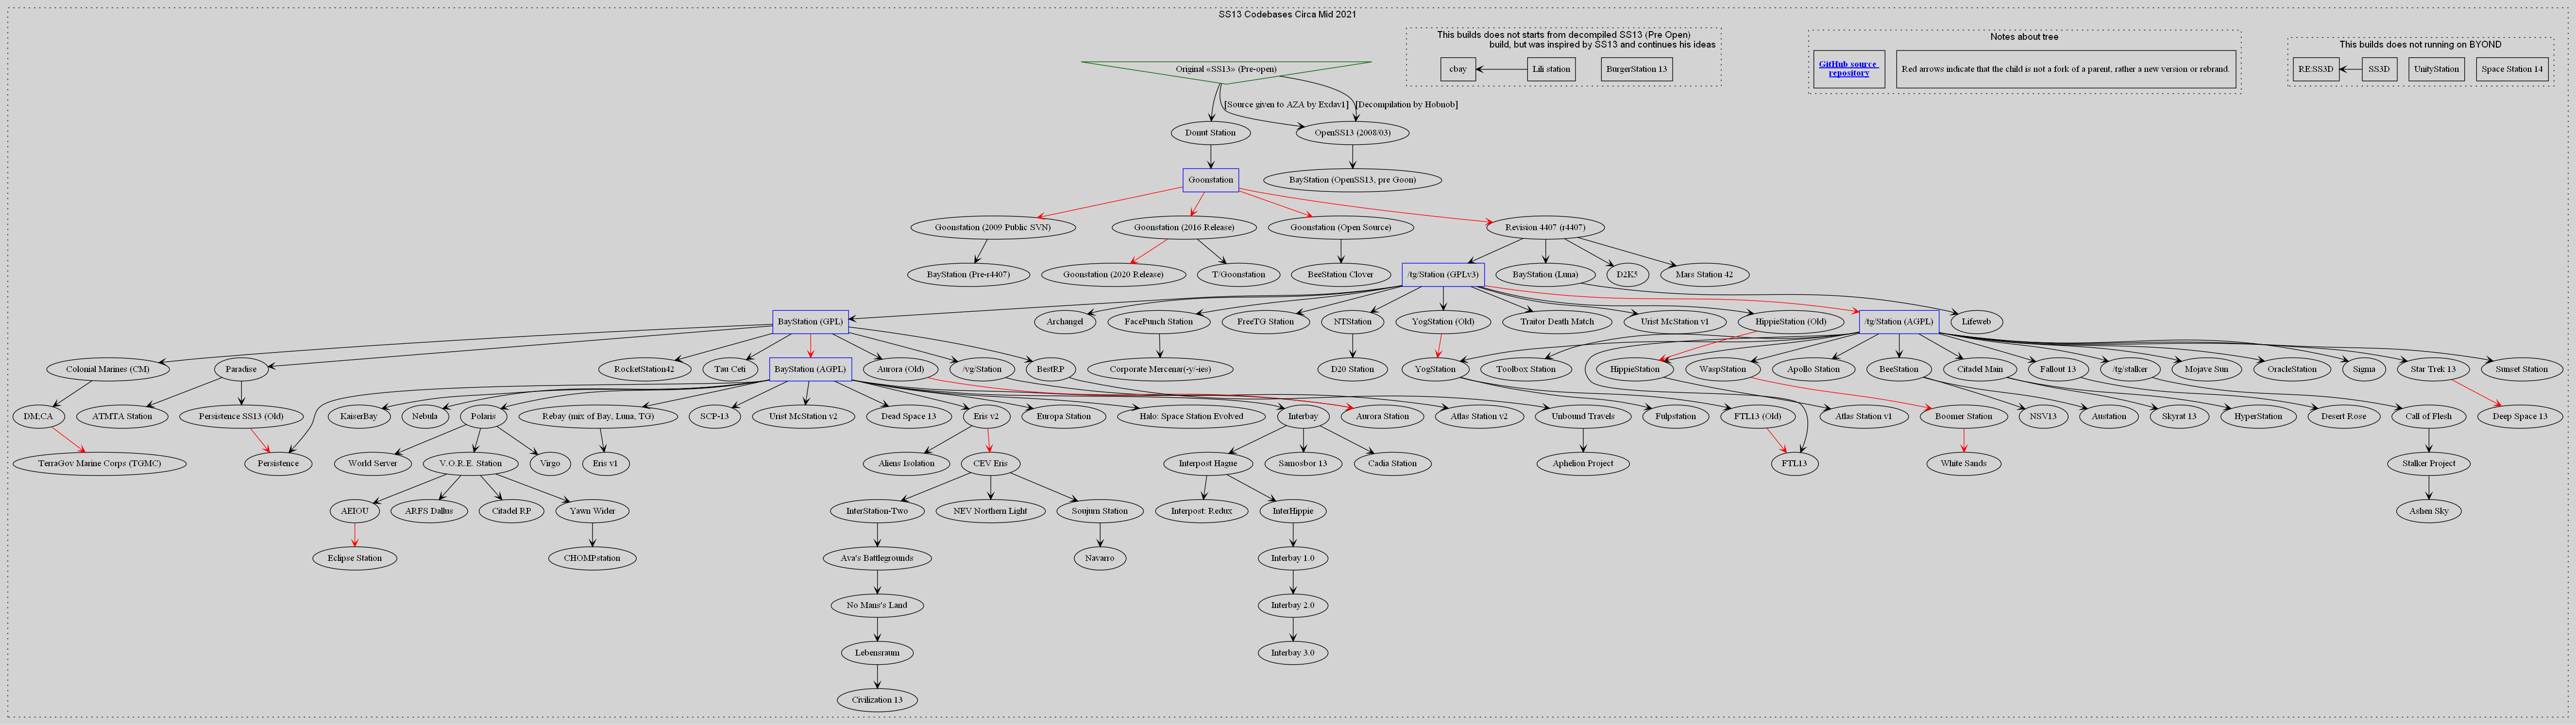 SS13 Codebases Circa Mid 2021
This builds does not starts from decompiled SS13 (Pre Open)
build, but was inspired by SS13 and continues his ideas
cbay
Lili station
BurgerStation 13
Notes about tree
GitHub source
repository
Red arrows indicate that the child is not a fork of a parent, rather a new version or rebrand.
This builds does not running on BYOND
RE:SS3D
SS3D
UnityStation
Space Station 14
Original «SS13» (Pre-open)
[Source given to AZA by Exdav1]
[Decompilation by Hobnob]
Donut Station
OpenSS13 (2008/03)
Goonstation
BayStation (OpenSS13, pre Goon)
Goonstation (2009 Public SVN)
Goonstation (2016 Release)
Goonstation (Open Source)
Revision 4407 (r4407)
BayStation (Pre-r4407)
Goonstation (2020 Release)
T/Goonstation
BeeStation Clover
/tg/Station (GPLv3)
BayStation (Luna)
D2K5
Mars Station 42
BayStation (GPL)
Archangel
FacePunch Station
FreeTG Station
NTStation
YogStation (Old)
Traitor Death Match
Urist McStation v1
HippieStation (Old)
/tg/Station (AGPL)
Lifeweb
Colonial Marines (CM)
Paradise
RocketStation42
Tau Ceti
BayStation (AGPL)
Aurora (Old)
/vg/Station
BestRP
Corporate Mercenar(-y/-ies)
D20 Station
YogStation
Toolbox Station
HippieStation
WaspStation
Apollo Station
BeeStation
Citadel Main
Fallout 13
/tg/stalker
Mojave Sun
OracleStation
Sigma
Star Trek 13
Sunset Station
DM;CA
ATMTA Station
Persistence SS13 (Old)
KaiserBay
Nebula
Polaris
Rebay (mix of Bay, Luna, TG)
SCP-13
Urist McStation v2
Dead Space 13
Eris v2
Europa Station
Halo: Space Station Evolved
Interbay
Aurora Station
Atlas Station v2
Unbound Travels
Fulpstation
FTL13 (Old)
Atlas Station v1
Boomer Station
NSV13
Austation
Skyrat 13
HyperStation
Desert Rose
Call of Flesh
Deep Space 13
TerraGov Marine Corps (TGMC)
Persistence
World Server
V.O.R.E. Station
Virgo
Eris v1
Aliens Isolation
CEV Eris
Interpost Hague
Samosbor 13
Cadia Station
Aphelion Project
FTL13
White Sands
Stalker Project
AEIOU
ARFS Dallus
Citadel RP
Yawn Wider
InterStation-Two
NEV Northern Light
Soujurn Station
Interpost: Redux
InterHippie
Ashen Sky
Eclipse Station
CHOMPstation
Ava's Battlegrounds
Navarro
Interbay 1.0
No Mans's Land
Interbay 2.0
Lebensraum
Interbay 3.0
Civilization 13